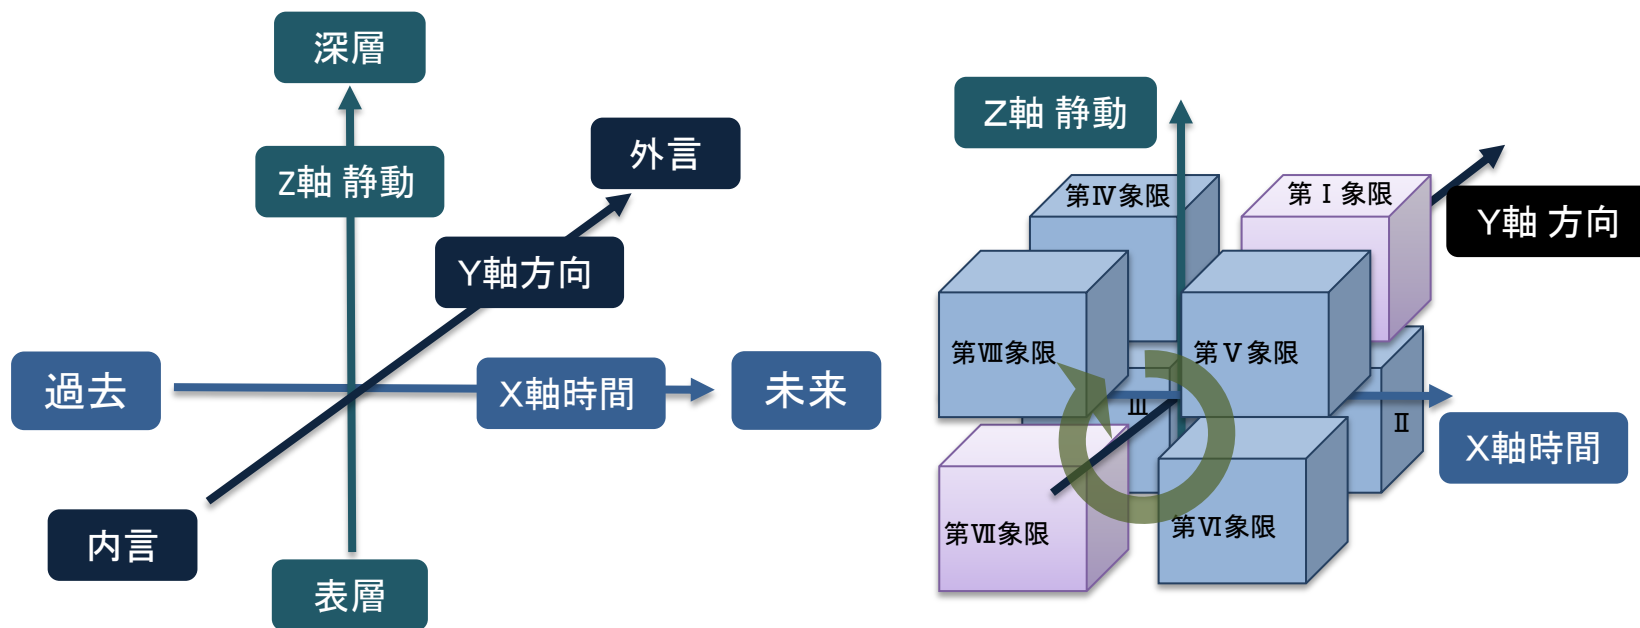 深層
Z軸 静動
外言
Y軸方向
過去
X軸時間
未来
内言
表層
Z軸 静動
第Ⅳ象限
第Ⅰ象限
Y軸 方向
第Ⅷ象限
第Ⅴ象限
Ⅲ
Ⅱ
X軸時間
第Ⅶ象限
第Ⅵ象限